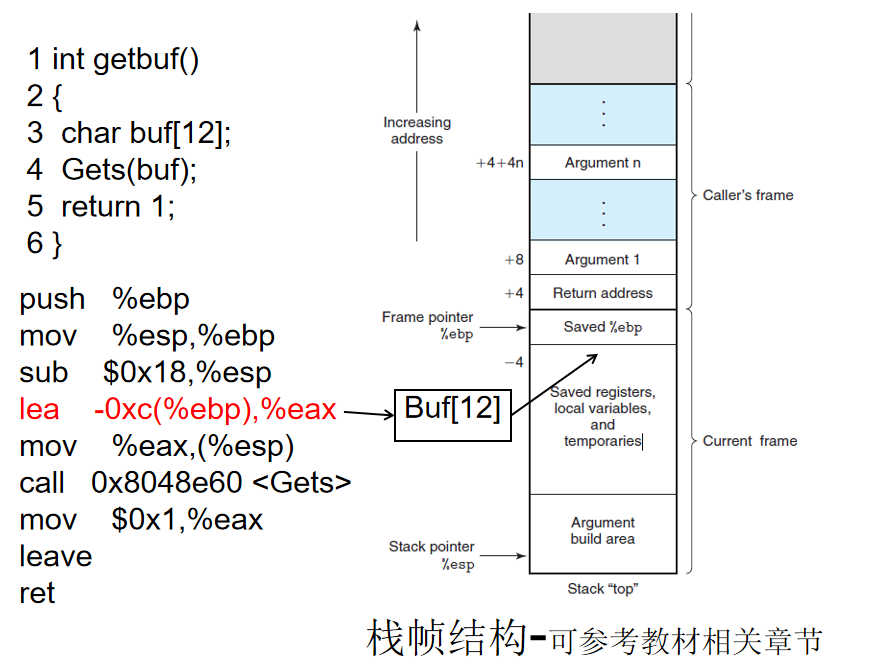 1 int getbuf()
2 {
3 char buf[12];
4 Gets(buf);
5 return 1;
6 }
push %ebp
mov %esp,%ebp
sub $0x18,%esp
lea -0xc(%ebp),%eax
mov %eax,(%esp)
call 0x8048e60 <Gets>
mov $0x1,%eax
leave
ret
Buf[12]
Increasing
address
+4+4n
Argument n
Caller's frame
+8
Argument 1
+4
Return address
Frame pointer
%ebp
Saved %ebp
−4
Saved registers,
local variables,
and
temporaries
Current frame
Argument
build area
Stack pointer
%esp
Stack “top”
栈帧结构-可参考教材相关章节